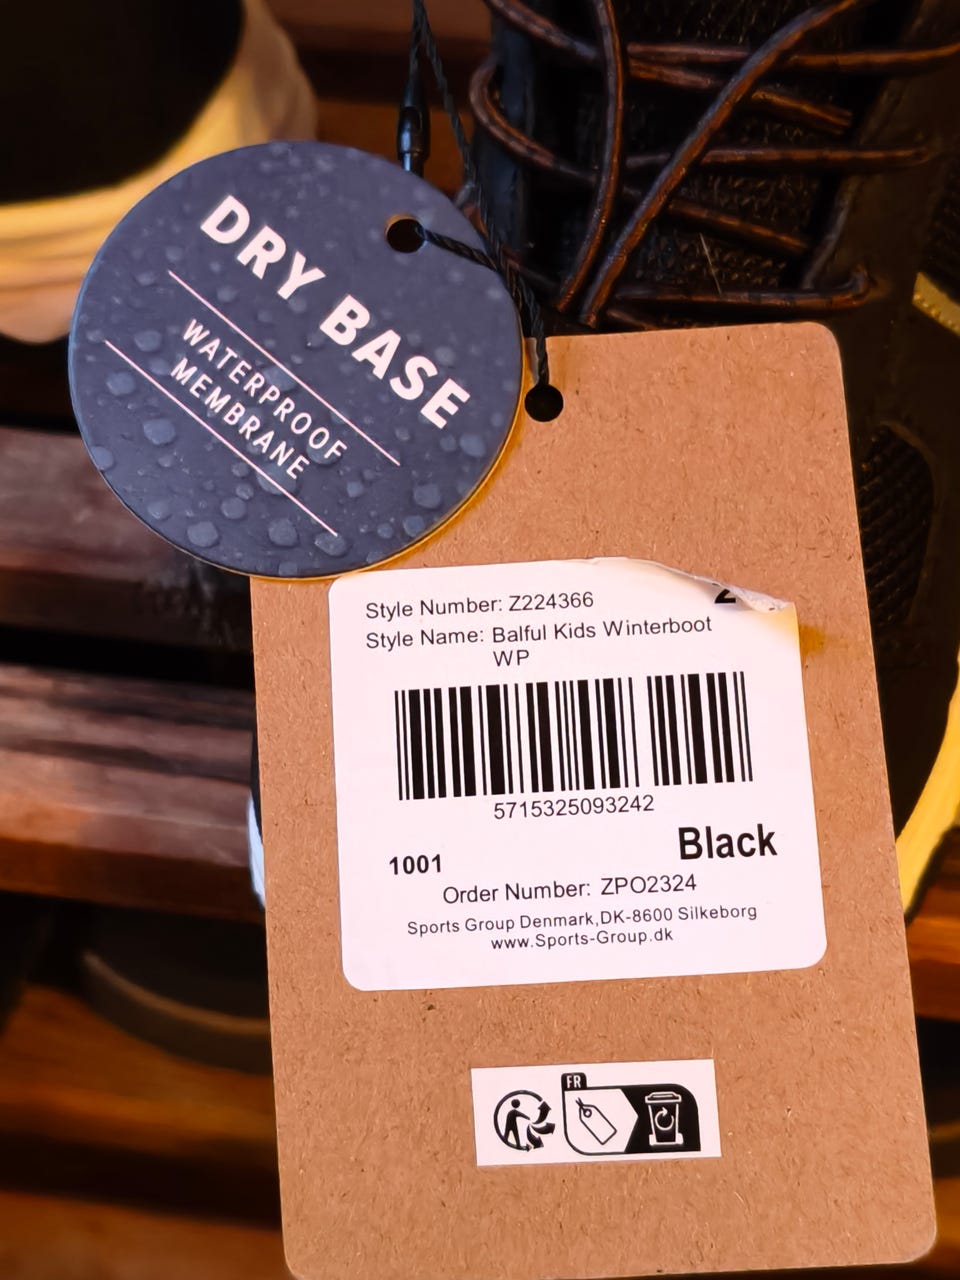 DRY BASE
WATERPROOF
MEMBRANE
Style Number: Z224366
Style Name: Balful Kids Winterboot
WP
5715325093242
Black
1001
Order Number: ZPO2324
Sports Group Denmark,DK-8600 Silkeborg
www.Sports-Group.dk
FR